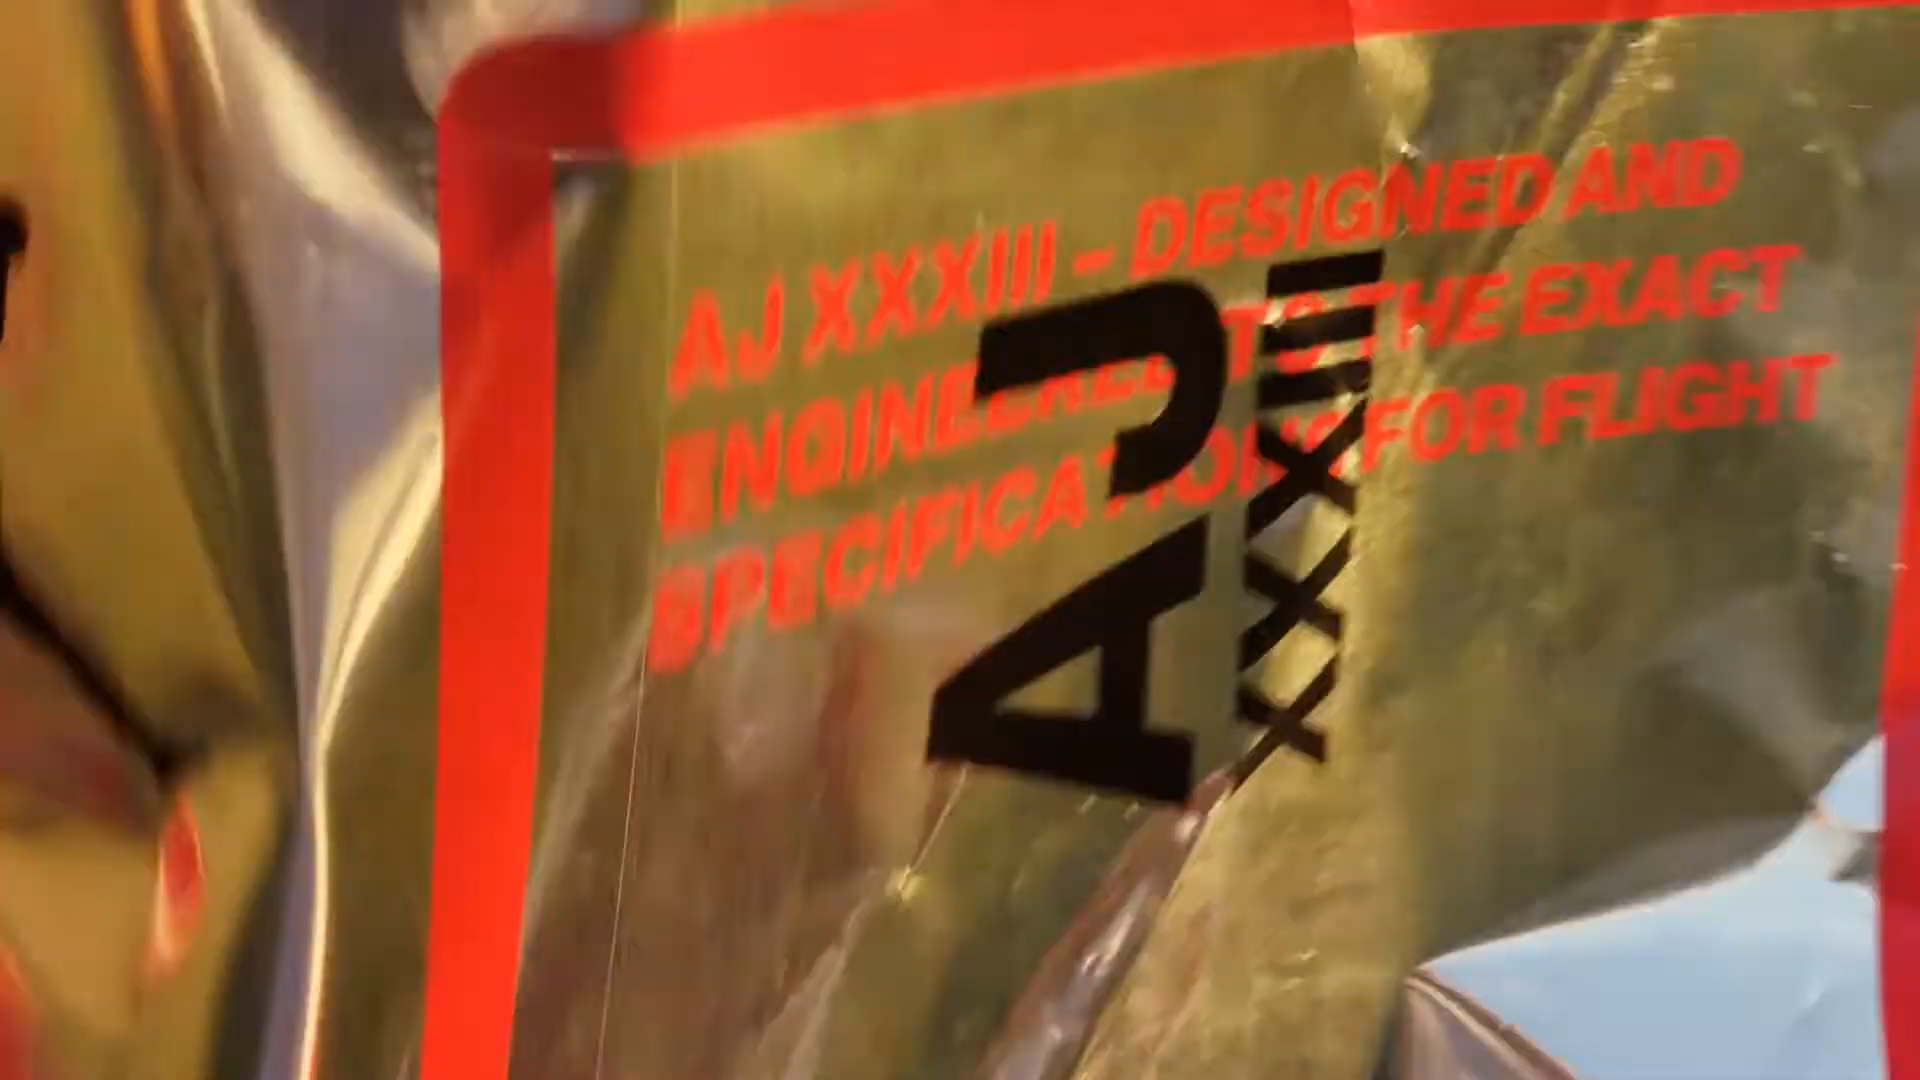 AJ XXXIII - DESIGNED AND
ENGINEERED TO THE EXACT
SPECIFICATIONS FOR FLIGHT
AJ
XXXIII